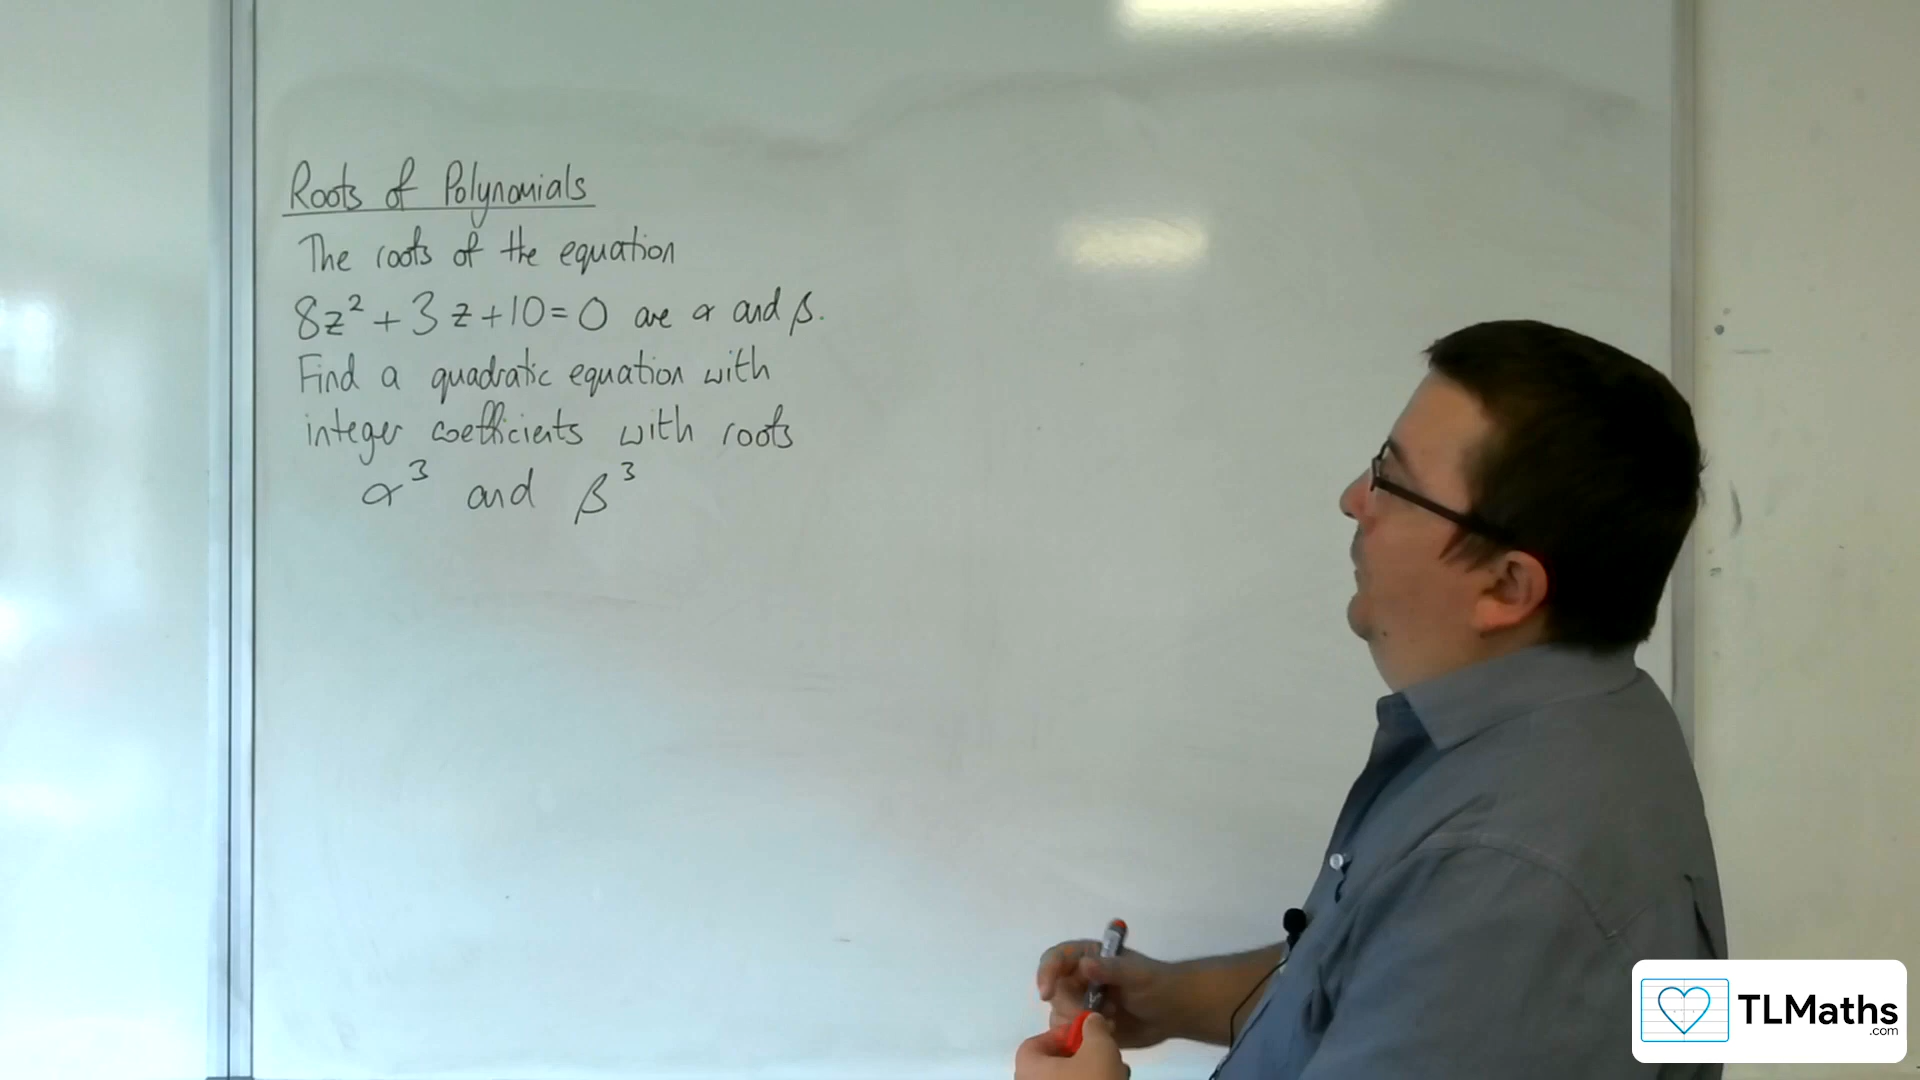 Roots of Polynomials
The roots of the equation
8z² + 3z + 10 = 0 are α and β.
Find a quadratic equation with
integer coefficients with roots
α³ and β³
TLMaths
.com